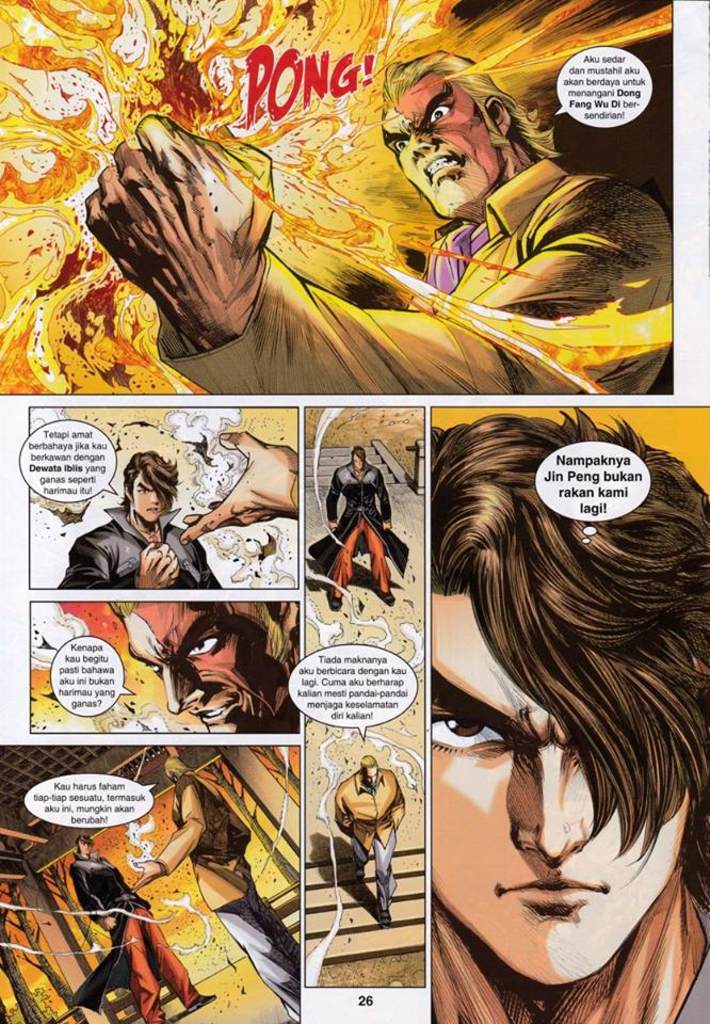 PONG!
Aku sedar
dan mustahil aku
akan berdaya untuk
menangani Dong
Fang Wu Di ber-
sendirian!
Tetapi amat
berbahaya jika kau
berkawan dengan
Dewata Iblis yang
ganas seperti
harimau itu!
Kenapa
kau begitu
pasti bahawa
aku ini bukan
harimau yang
ganas?
Kau harus faham
tiap-tiap sesuatu, termasuk
aku ini, mungkin akan
berubah!
Tiada maknanya
aku berbicara dengan kau
lagi. Cuma aku berharap
kalian mesti pandai-pandai
menjaga keselamatan
diri kalian!
Nampaknya
Jin Peng bukan
rakan kami
lagi!
26